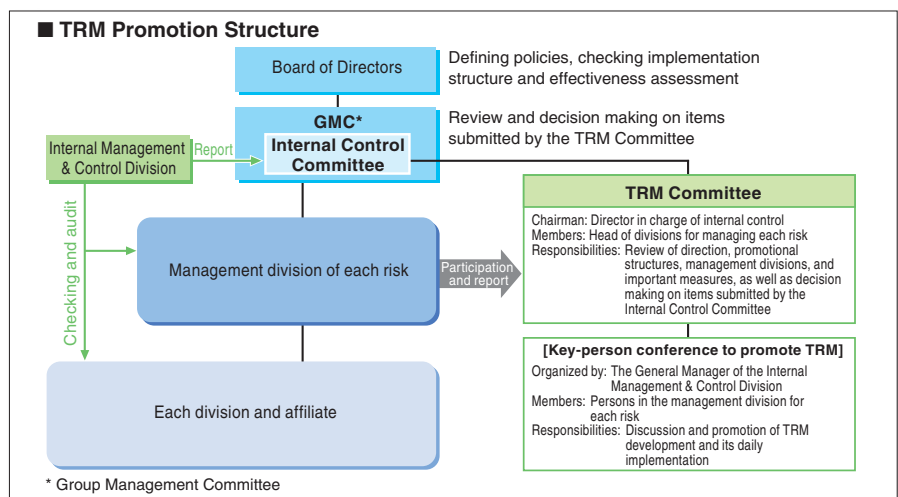 ■ TRM Promotion Structure
Board of Directors
Defining policies, checking implementation
structure and effectiveness assessment
GMC*
Internal Control
Committee
Review and decision making on items
submitted by the TRM Committee
Internal Management
& Control Division
Report
Checking and audit
Management division of each risk
Participation
and report
Each division and affiliate
TRM Committee
Chairman: Director in charge of internal control
Members: Head of divisions for managing each risk
Responsibilities: Review of direction, promotional
structures, management divisions, and
important measures, as well as decision
making on items submitted by the
Internal Control Committee
[Key-person conference to promote TRM]
Organized by: The General Manager of the Internal
Management & Control Division
Members: Persons in the management division for
each risk
Responsibilities: Discussion and promotion of TRM
development and its daily
implementation
* Group Management Committee